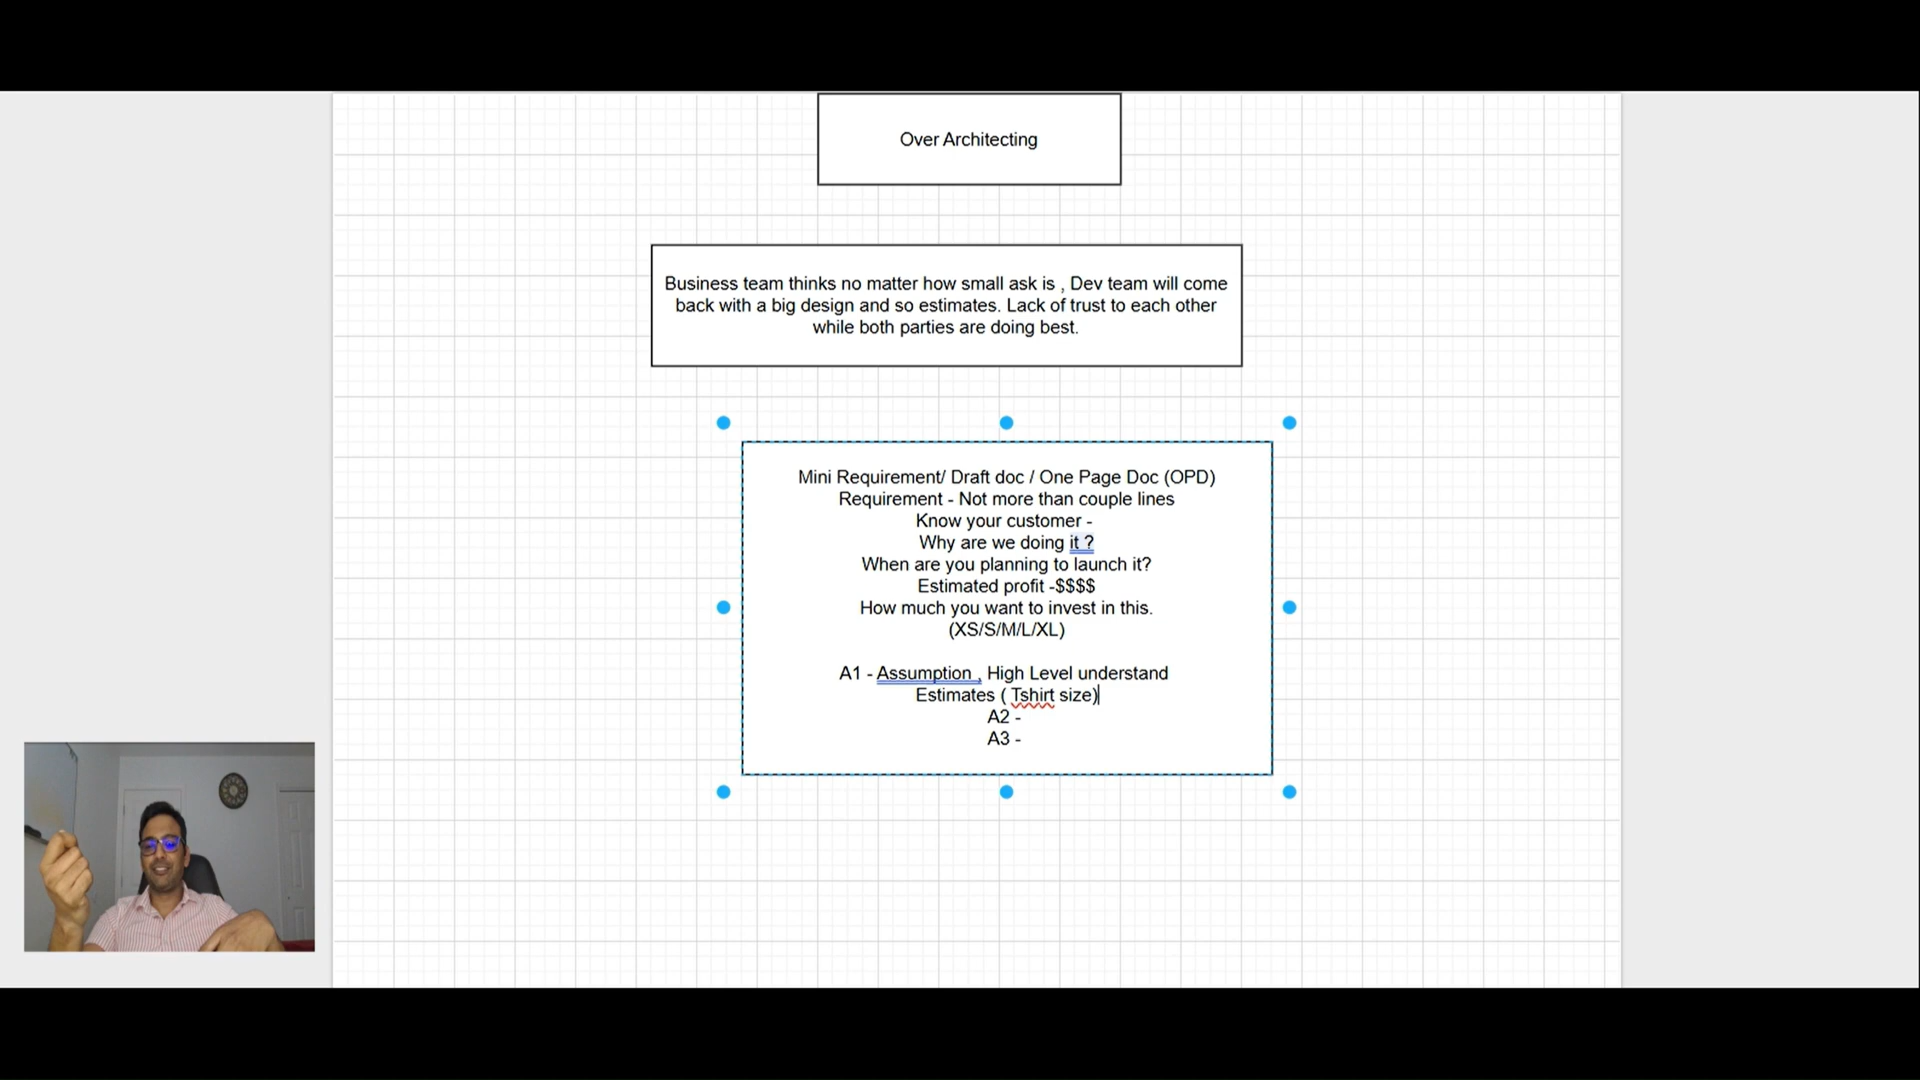 Over Architecting
Business team thinks no matter how small ask is , Dev team will come
back with a big design and so estimates. Lack of trust to each other
while both parties are doing best.
Mini Requirement/ Draft doc / One Page Doc (OPD)
Requirement - Not more than couple lines
Know your customer -
Why are we doing it ?
When are you planning to launch it?
Estimated profit -$$$$
How much you want to invest in this.
(XS/S/M/L/XL)
A1 - Assumption , High Level understand
Estimates ( Tshirt size)
A2 -
A3 -